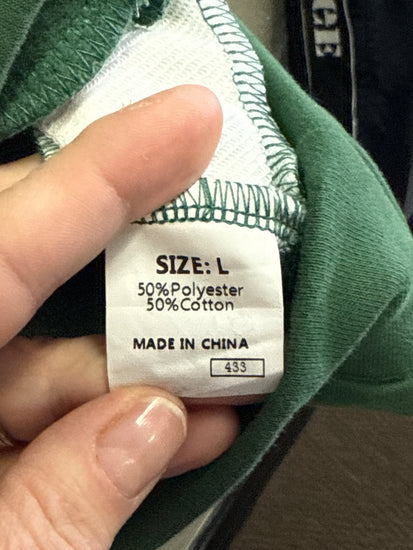 SIZE: L
50%Polyester
50%Cotton
MADE IN CHINA
433